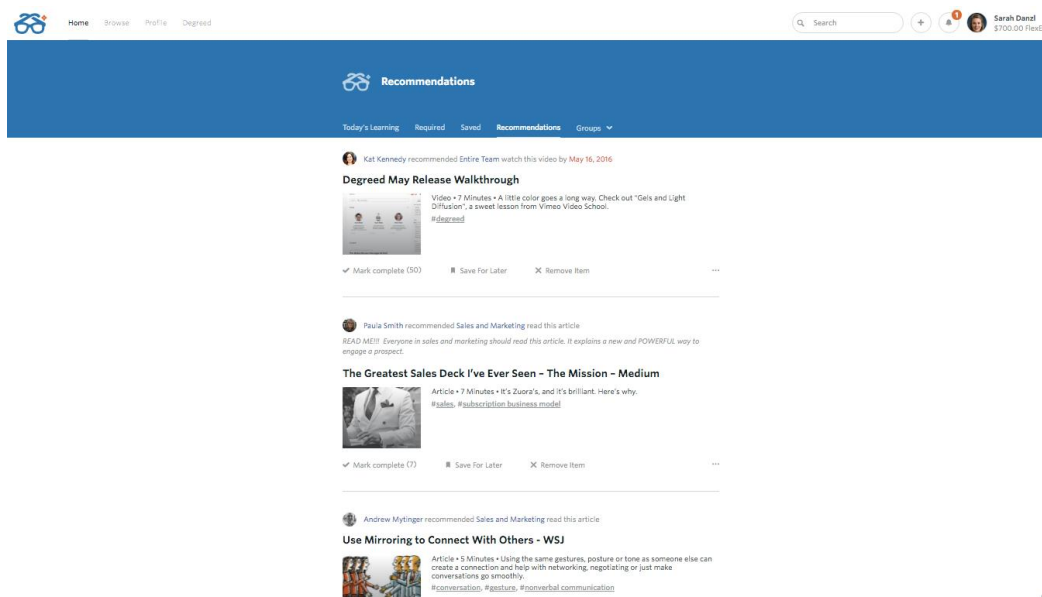 Home Browse Profile Degreed
Search
1
Sarah Danzl
$700.00 FlexE
Recommendations
Today's Learning Required Saved Recommendations Groups
Kat Kennedy recommended Entire Team watch this video by May 16, 2016
Degreed May Release Walkthrough
Video • 7 Minutes • A little color goes a long way. Check out "Gels and Light
Diffusion", a sweet lesson from Vimeo Video School.
#degreed
Mark complete (50) Save For Later Remove Item
Paula Smith recommended Sales and Marketing read this article
READ ME!!! Everyone in sales and marketing should read this article. It explains a new and POWERFUL way to
engage a prospect.
The Greatest Sales Deck I've Ever Seen – The Mission – Medium
Article • 7 Minutes • It's Zuora's, and it's brilliant. Here's why.
#sales, #subscription business model
Mark complete (7) Save For Later Remove Item
Andrew Mytinger recommended Sales and Marketing read this article
Use Mirroring to Connect With Others - WSJ
Article • 5 Minutes • Using the same gestures, posture or tone as someone else can
create a connection and help with networking, negotiating or just make
conversations go smoothly.
#conversation, #gesture, #nonverbal communication